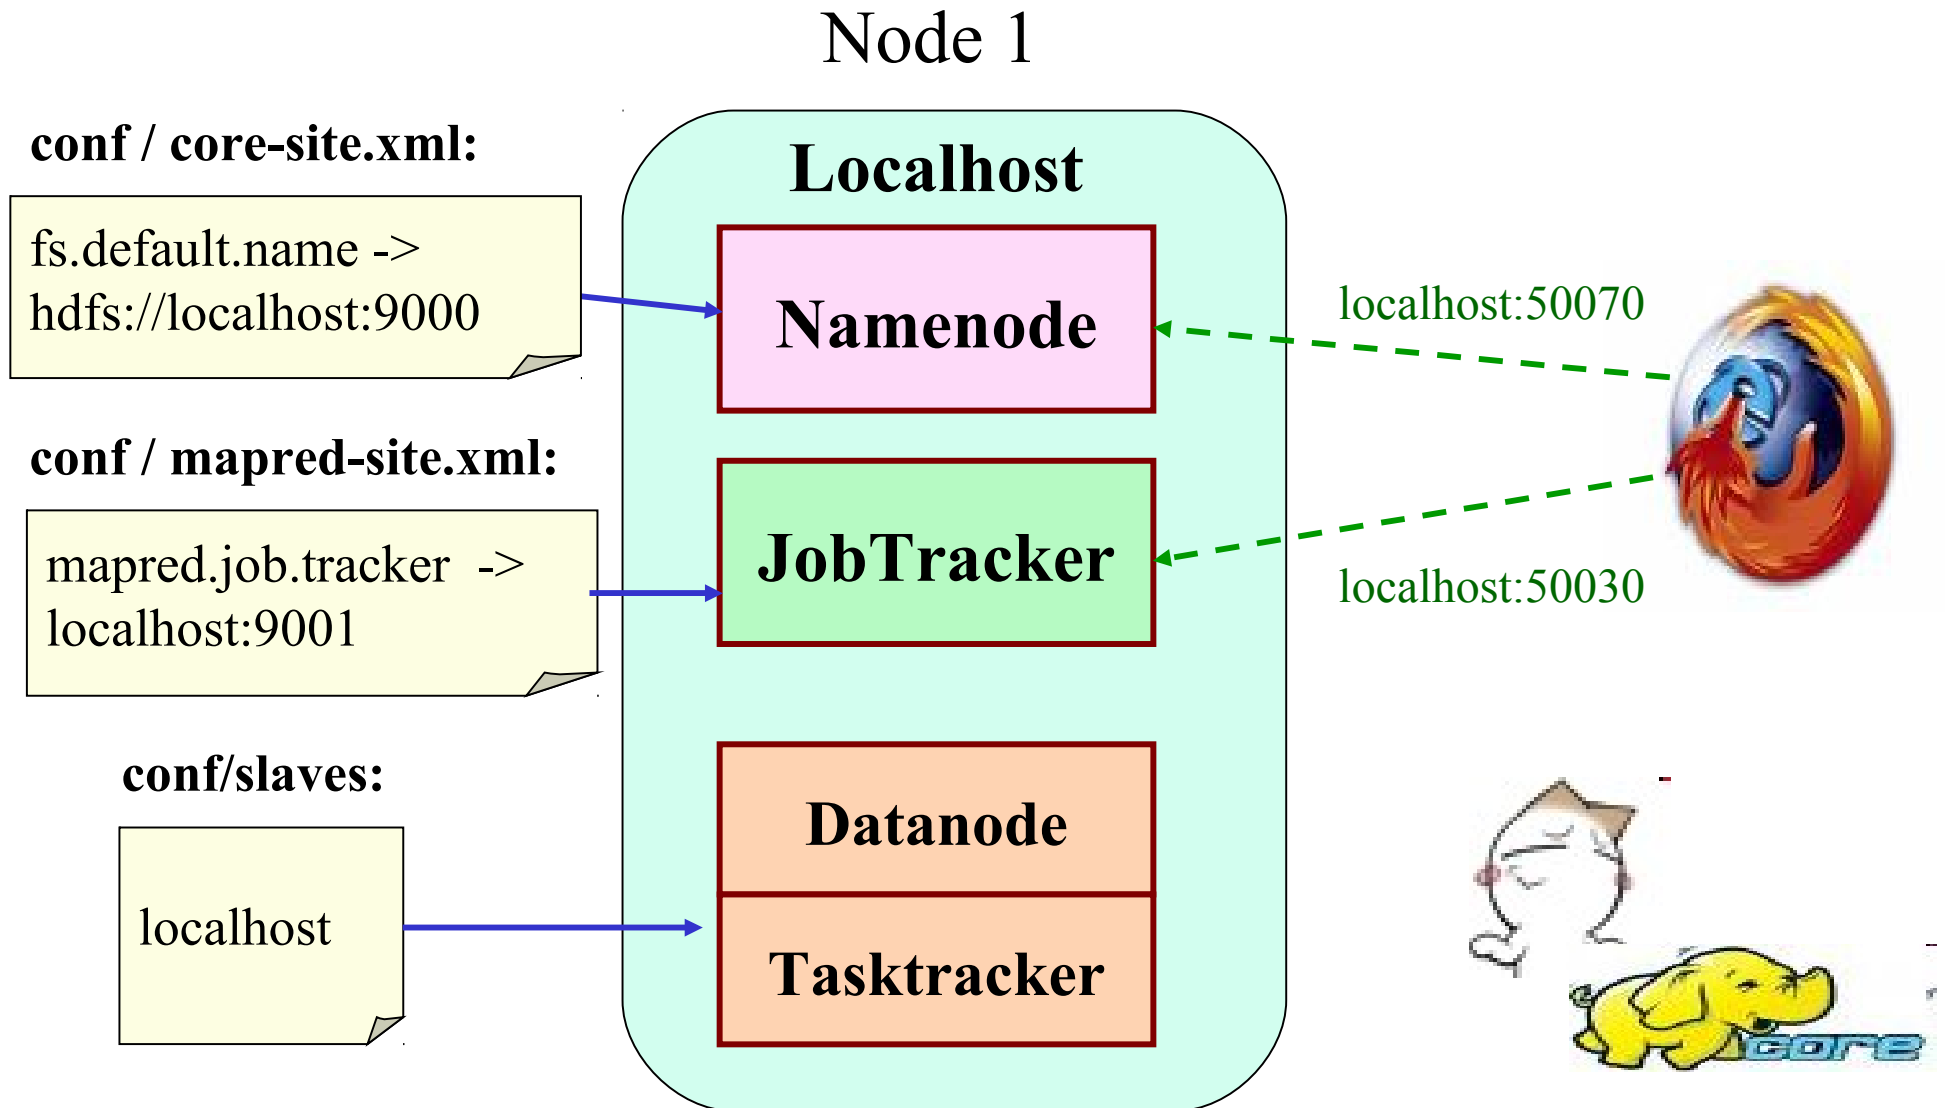 Node 1
conf / core-site.xml:
fs.default.name ->
hdfs://localhost:9000
conf / mapred-site.xml:
mapred.job.tracker ->
localhost:9001
conf/slaves:
localhost
Localhost
Namenode
JobTracker
Datanode
Tasktracker
localhost:50070
localhost:50030
core